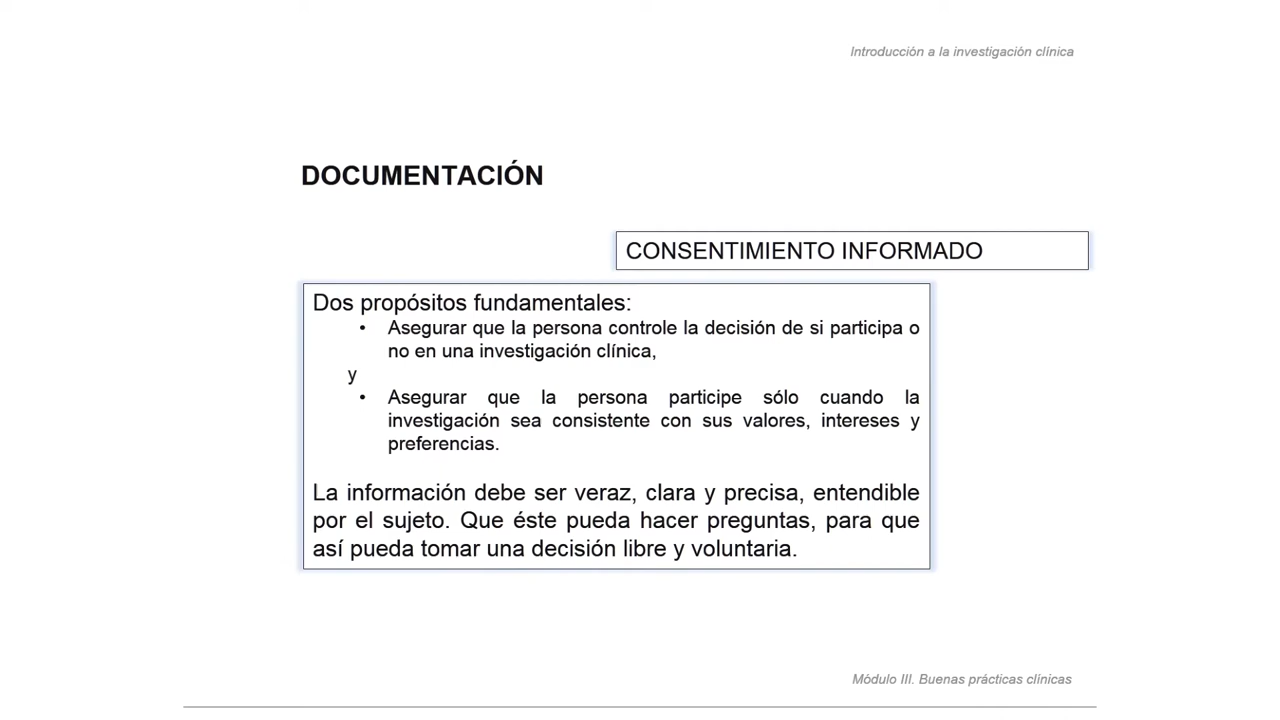 Introducción a la investigación clínica
DOCUMENTACIÓN
CONSENTIMIENTO INFORMADO
Dos propósitos fundamentales:
• Asegurar que la persona controle la decisión de si participa o
no en una investigación clínica,
y
• Asegurar que la persona participe sólo cuando la
investigación sea consistente con sus valores, intereses y
preferencias.
La información debe ser veraz, clara y precisa, entendible
por el sujeto. Que éste pueda hacer preguntas, para que
así pueda tomar una decisión libre y voluntaria.
Módulo III. Buenas prácticas clínicas